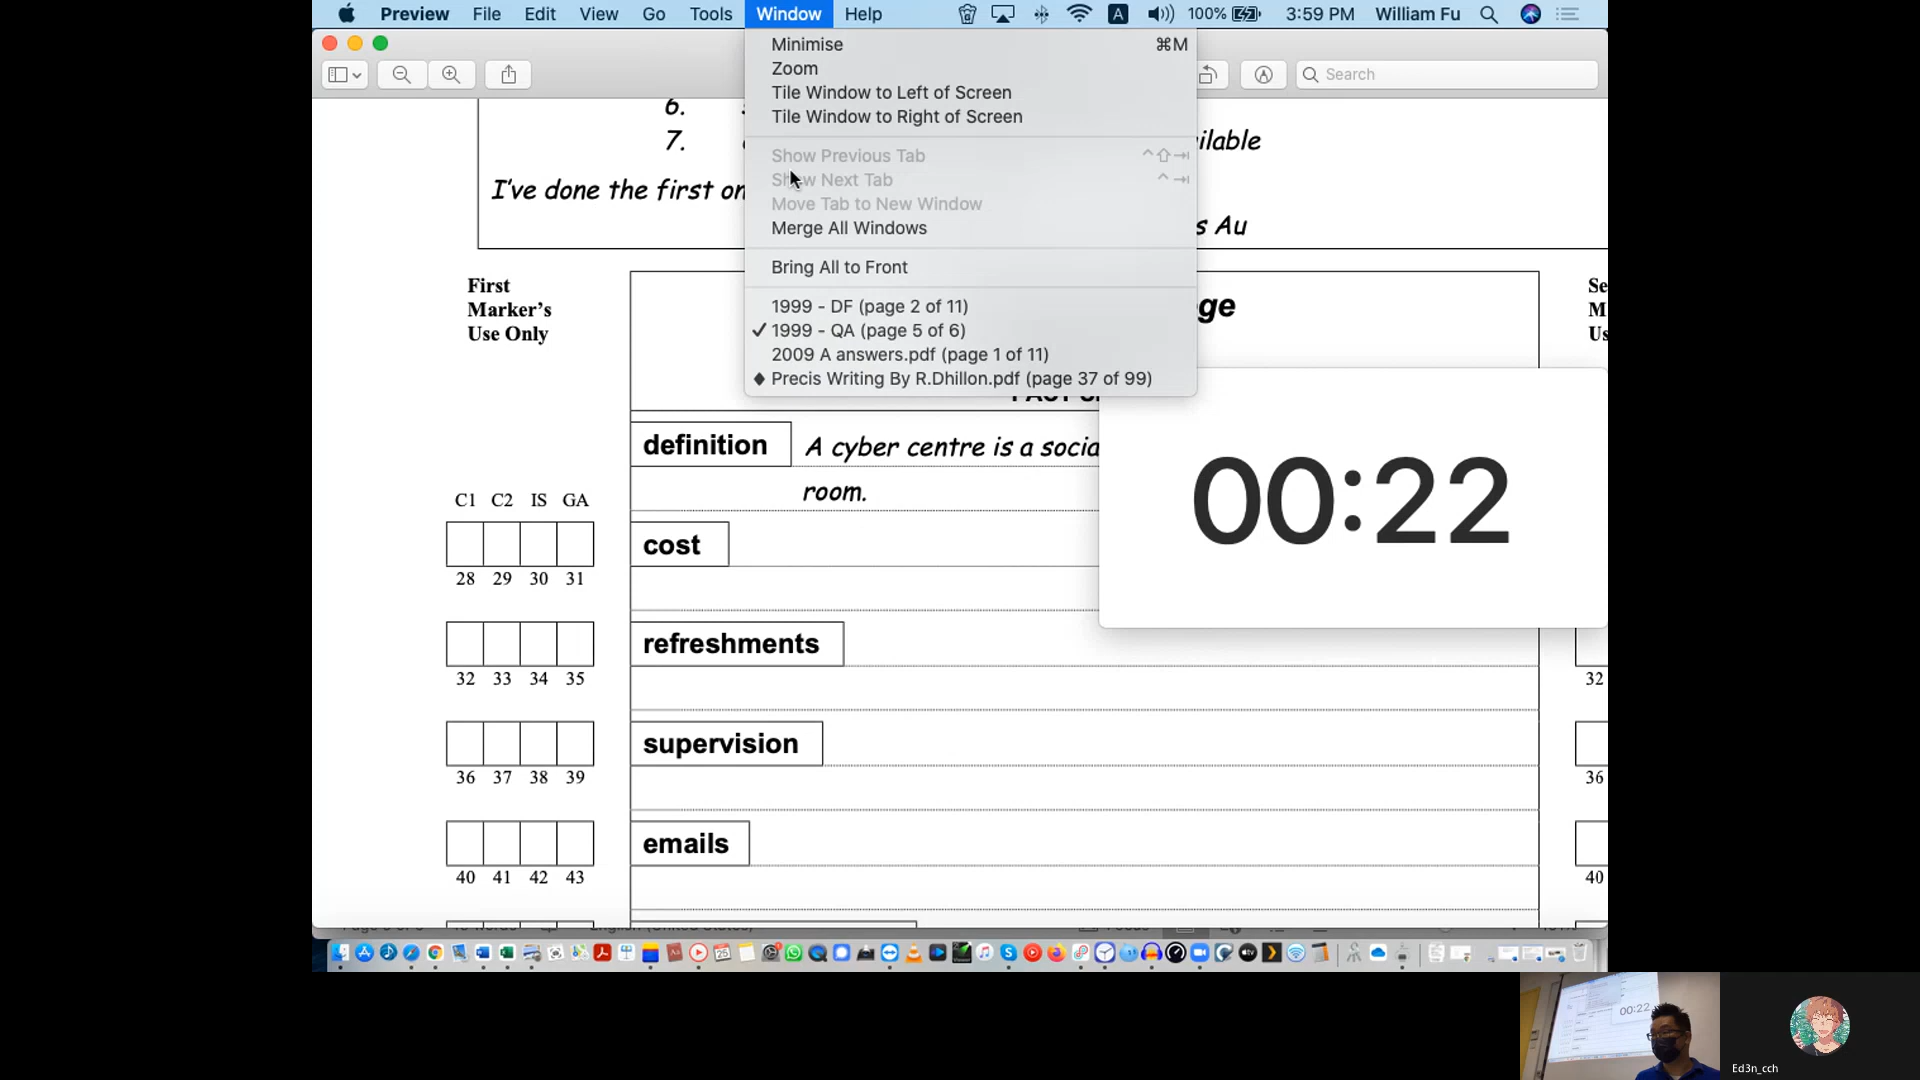 Preview File Edit View Go Tools Window Help 100% 3:59 PM William Fu
Minimise ⌘M
Zoom
Tile Window to Left of Screen
Tile Window to Right of Screen
Show Previous Tab
Show Next Tab
Move Tab to New Window
Merge All Windows
Bring All to Front
1999 - DF (page 2 of 11)
✓ 1999 - QA (page 5 of 6)
2009 A answers.pdf (page 1 of 11)
♦ Precis Writing By R.Dhillon.pdf (page 37 of 99)
Search
6.
7. ilable
I've done the first on
s Au
First
Marker's
Use Only
ge
Se
M
Us
definition A cyber centre is a socia
room.
00:22
C1 C2 IS GA
cost
28 29 30 31
refreshments
32 33 34 35 32
supervision
36 37 38 39 36
emails
40 41 42 43 40
00:22
Ed3n_cch